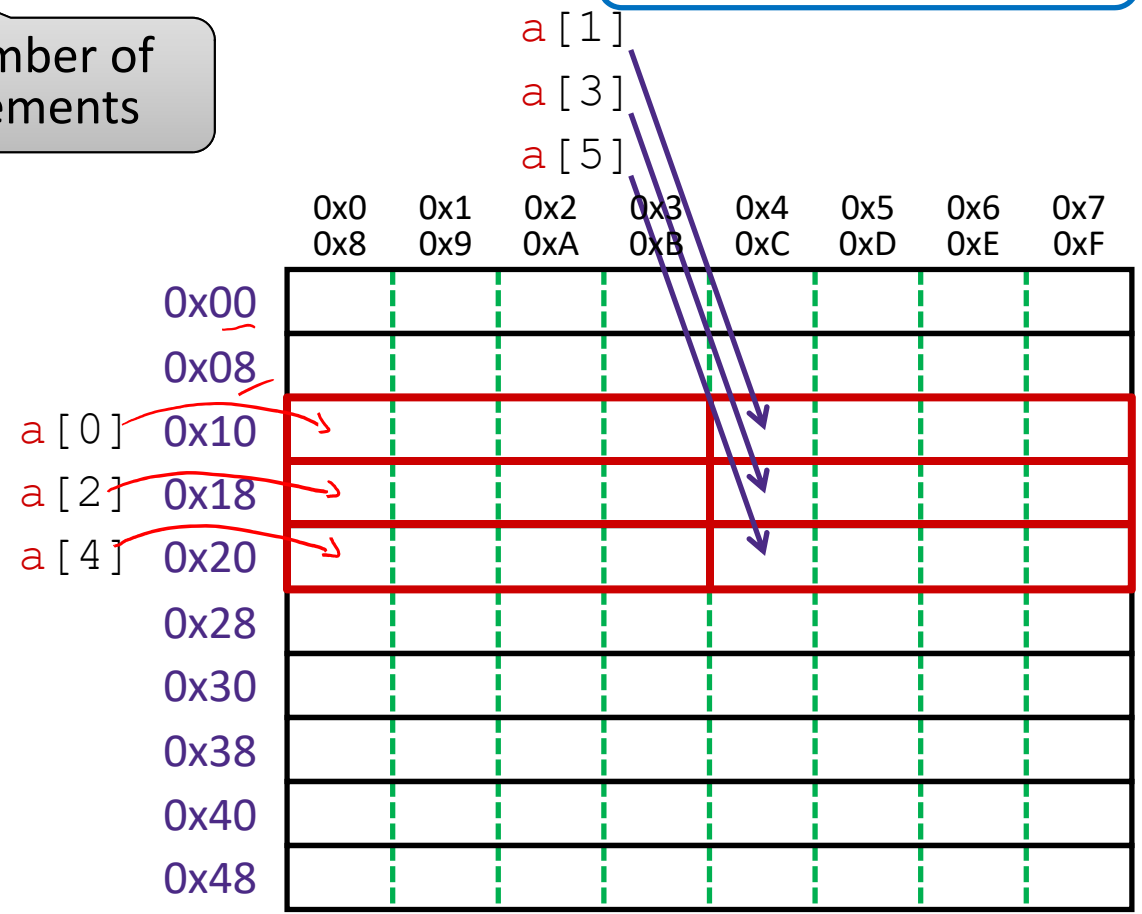 mber of
ements
a[1]
a[3]
a[5]
0x0 0x1 0x2 0x3 0x4 0x5 0x6 0x7
0x8 0x9 0xA 0xB 0xC 0xD 0xE 0xF
0x00
0x08
a[0] 0x10
a[2] 0x18
a[4] 0x20
0x28
0x30
0x38
0x40
0x48